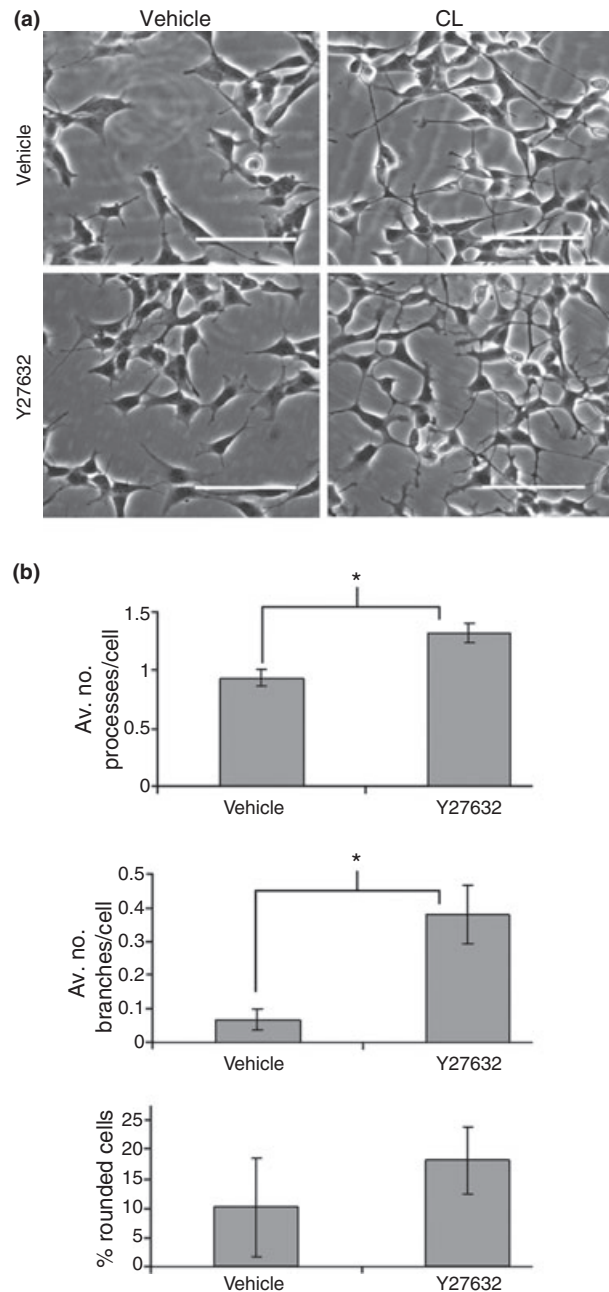 (a)
Vehicle
CL
Vehicle
Y27632
(b)
*
Av. no.
processes/cell
1.5
1
0.5
0
Vehicle
Y27632
*
Av. no.
branches/cell
0.5
0.4
0.3
0.2
0.1
0
Vehicle
Y27632
% rounded cells
25
20
15
10
5
0
Vehicle
Y27632